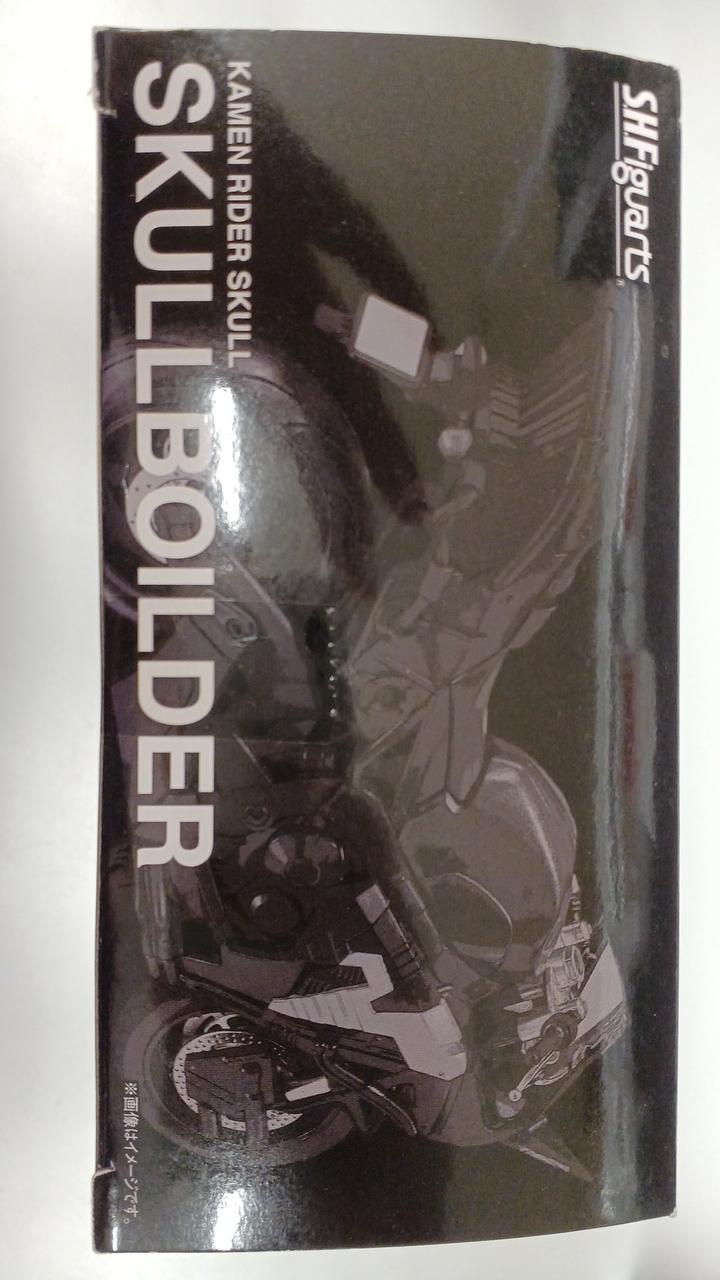 S.H.Figuarts®
KAMEN RIDER SKULL
SKULLBOILDER
※画像はイメージです。